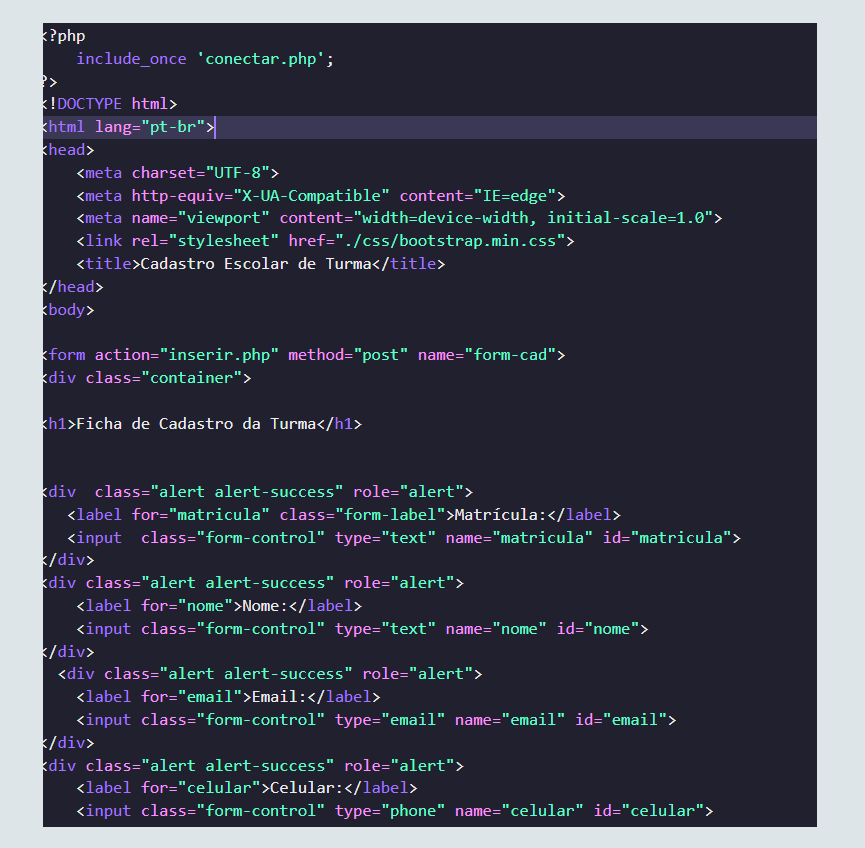 <?php
    include_once 'conectar.php';
?>
<!DOCTYPE html>
<html lang="pt-br">
<head>
    <meta charset="UTF-8">
    <meta http-equiv="X-UA-Compatible" content="IE=edge">
    <meta name="viewport" content="width=device-width, initial-scale=1.0">
    <link rel="stylesheet" href="./css/bootstrap.min.css">
    <title>Cadastro Escolar de Turma</title>
</head>
<body>
<form action="inserir.php" method="post" name="form-cad">
<div class="container">
<h1>Ficha de Cadastro da Turma</h1>
<div  class="alert alert-success" role="alert">
   <label for="matricula" class="form-label">Matrícula:</label>
   <input  class="form-control" type="text" name="matricula" id="matricula">
</div>
<div class="alert alert-success" role="alert">
    <label for="nome">Nome:</label>
    <input class="form-control" type="text" name="nome" id="nome">
</div>
  <div class="alert alert-success" role="alert">
    <label for="email">Email:</label>
    <input class="form-control" type="email" name="email" id="email">
</div>
<div class="alert alert-success" role="alert">
    <label for="celular">Celular:</label>
    <input class="form-control" type="phone" name="celular" id="celular">